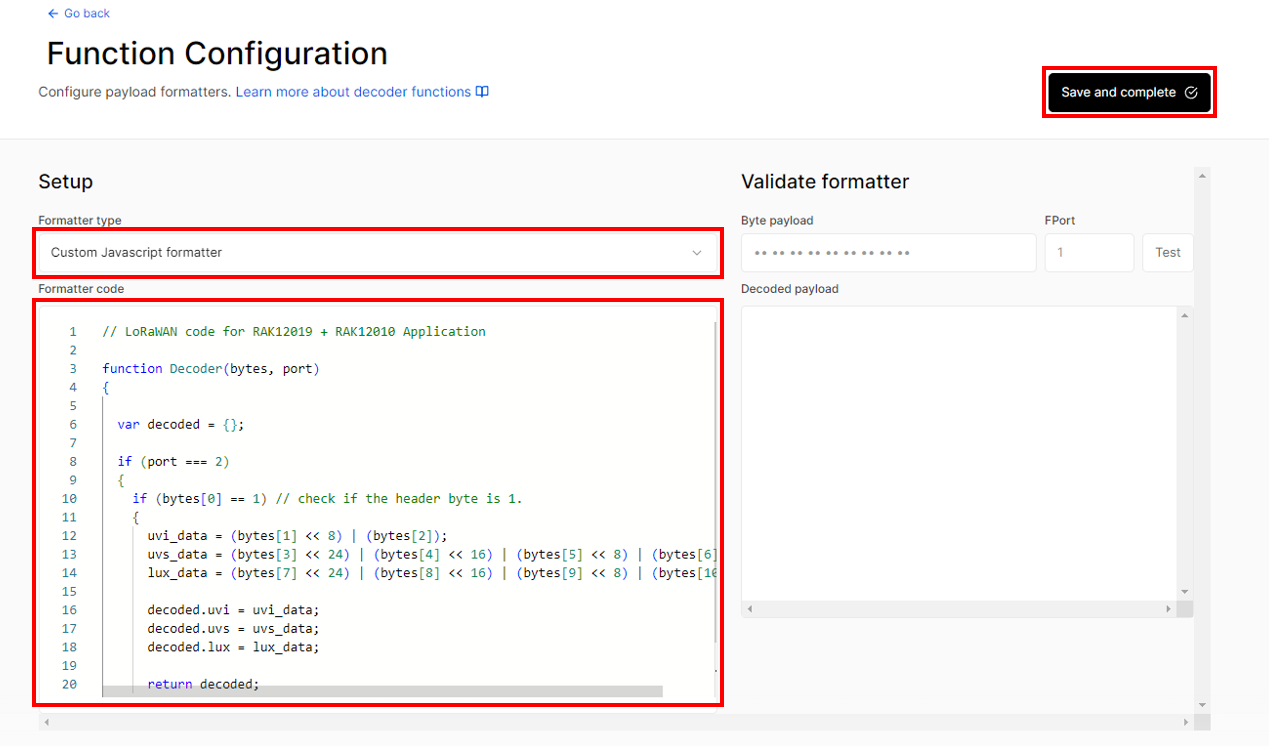 Go back
Function Configuration
Configure payload formatters. Learn more about decoder functions
Save and complete
Setup
Formatter type
Custom Javascript formatter
Formatter code
1 // LoRaWAN code for RAK12019 + RAK12010 Application
2
3 function Decoder(bytes, port)
4 {
5
6 var decoded = {};
7
8 if (port === 2)
9 {
10 if (bytes[0] == 1) // check if the header byte is 1.
11 {
12 uvi_data = (bytes[1] << 8) | (bytes[2]);
13 uvs_data = (bytes[3] << 24) | (bytes[4] << 16) | (bytes[5] << 8) | (bytes[6]
14 lux_data = (bytes[7] << 24) | (bytes[8] << 16) | (bytes[9] << 8) | (bytes[10
15
16 decoded.uvi = uvi_data;
17 decoded.uvs = uvs_data;
18 decoded.lux = lux_data;
19
20 return decoded;
Validate formatter
Byte payload FPort
•• •• •• •• •• •• •• •• •• 1 Test
Decoded payload